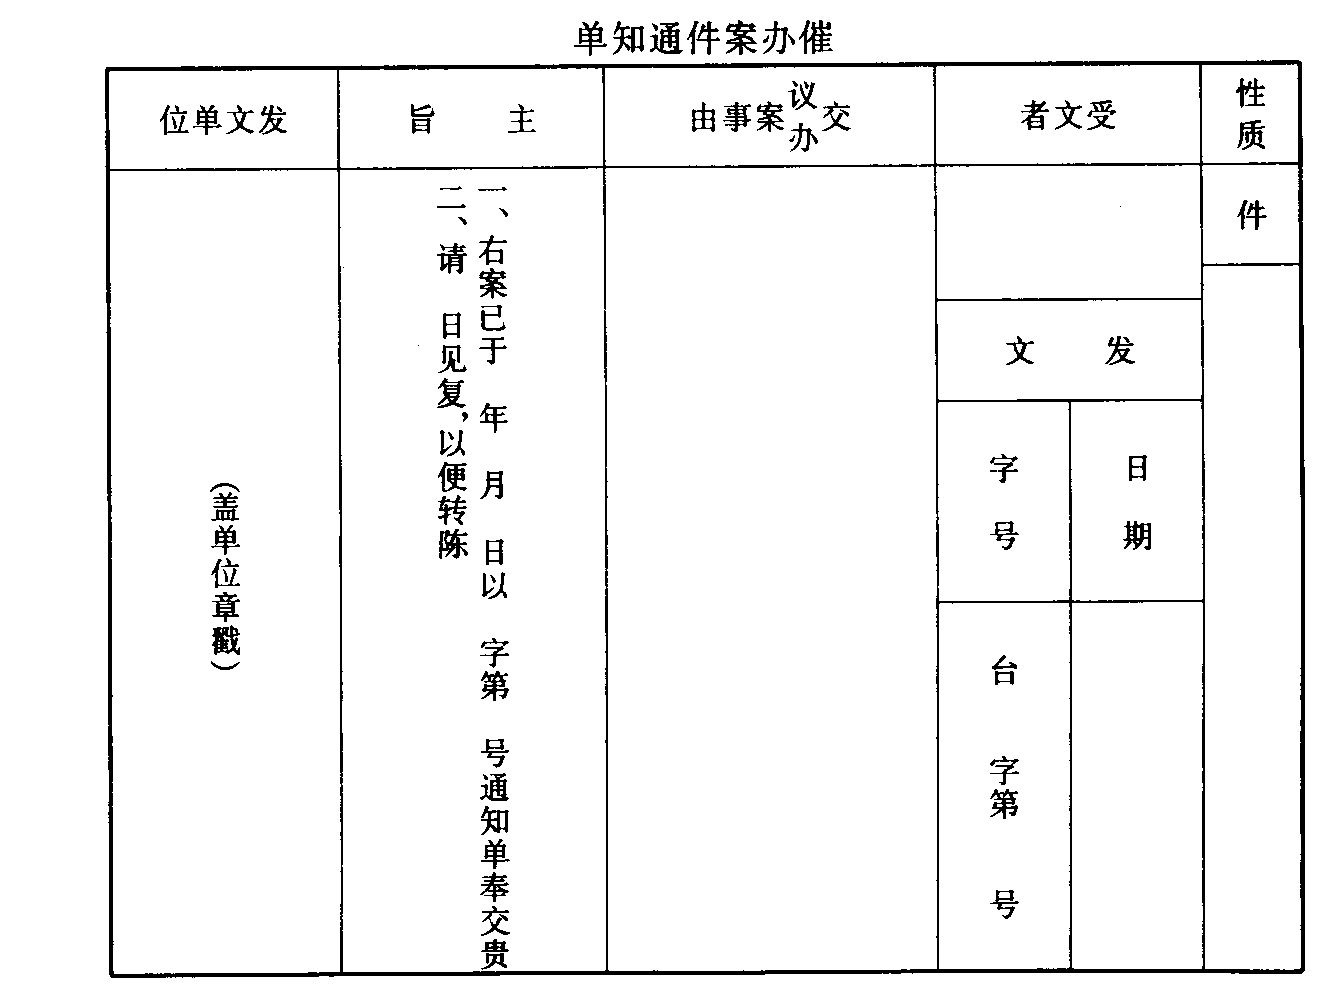 催办案件通知单
性质
件
受文者
发文
日期
字号
台 字第 号
交议办案事由
主旨
一、右案已于 年 月 日以 字第 号通知单奉交贵
二、请 日见复,以便转陈
发文单位
(盖单位章戳)